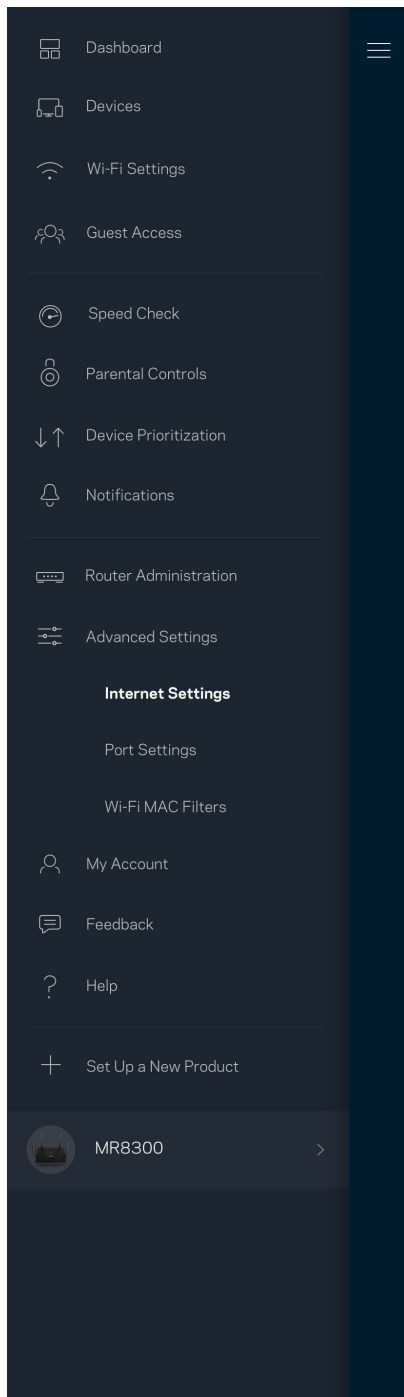 Dashboard
Devices
Wi-Fi Settings
Guest Access
Speed Check
Parental Controls
Device Prioritization
Notifications
Router Administration
Advanced Settings
Internet Settings
Port Settings
Wi-Fi MAC Filters
My Account
Feedback
Help
Set Up a New Product
MR8300